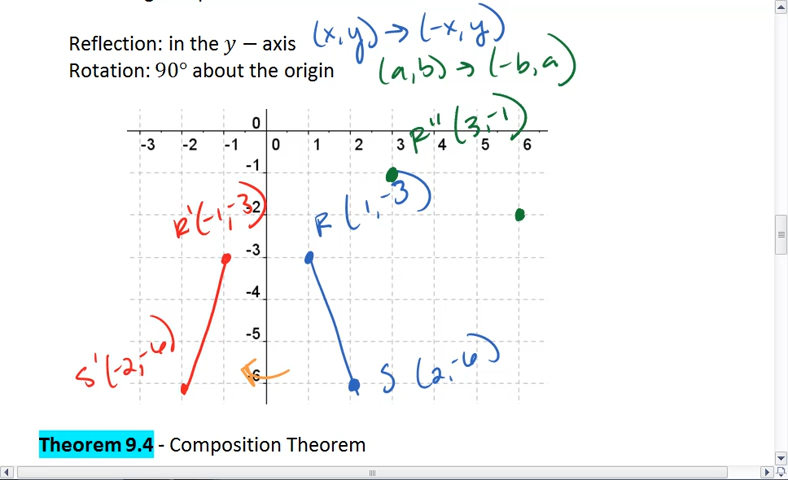 Reflection: in the y – axis (x,y) → (-x, y)
Rotation: 90° about the origin (a,b) → (-b, a)
0
-3 -2 -1 0 1 2 3 4 5 6
R" (3,-1)
-1
R'(-1,-3) -2 R (1,-3)
-3
-4
-5
S'(-2,-6) -6 S (2,-6)
Theorem 9.4 - Composition Theorem